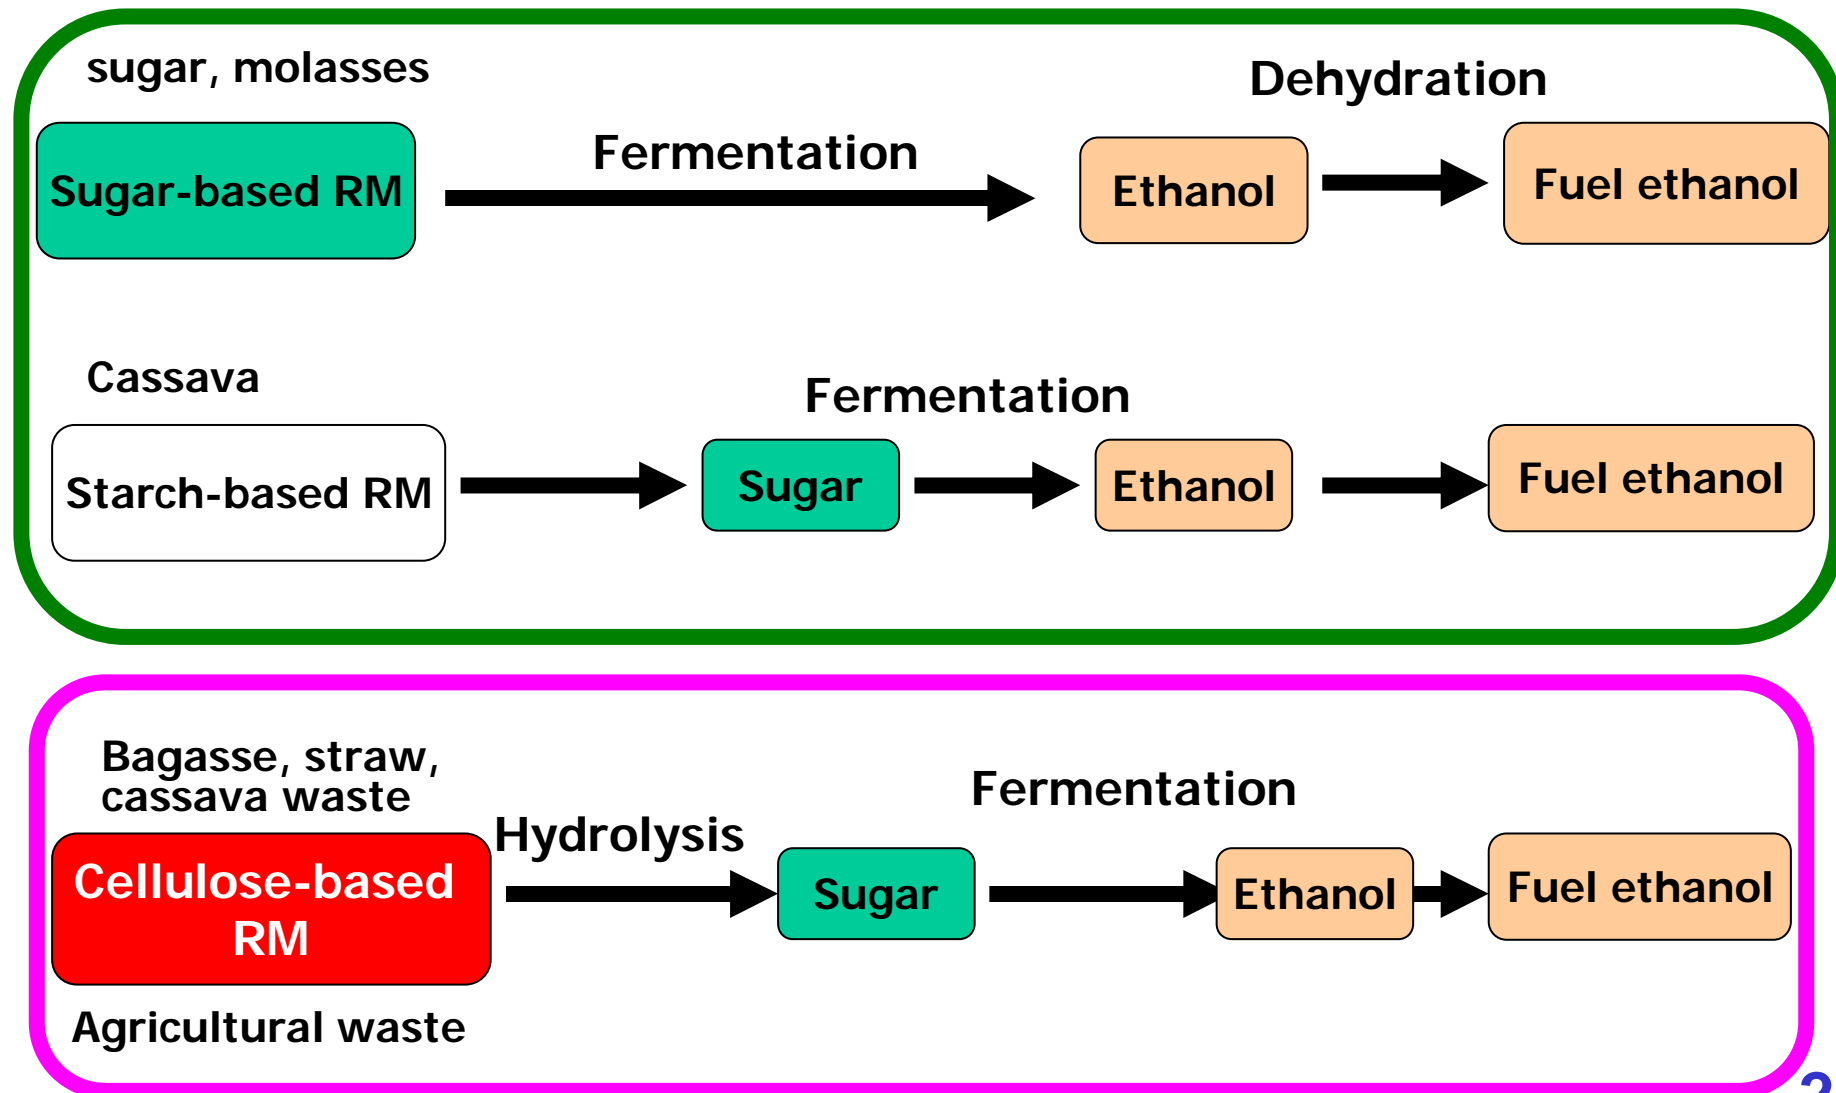 sugar, molasses
Dehydration
Fermentation
Sugar-based RM
Ethanol
Fuel ethanol
Cassava
Fermentation
Starch-based RM
Sugar
Ethanol
Fuel ethanol
Bagasse, straw,
cassava waste
Fermentation
Hydrolysis
Cellulose-based
RM
Sugar
Ethanol
Fuel ethanol
Agricultural waste